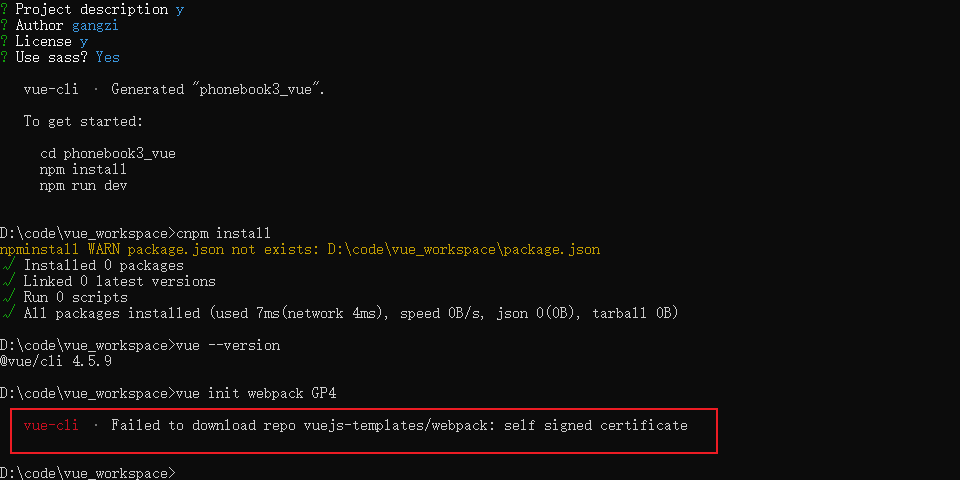 ? Project description y
? Author gangzi
? License y
? Use sass? Yes
vue-cli · Generated "phonebook3_vue".
To get started:
cd phonebook3_vue
npm install
npm run dev
D:\code\vue_workspace>cnpm install
npminstall WARN package.json not exists: D:\code\vue_workspace\package.json
√ Installed 0 packages
√ Linked 0 latest versions
√ Run 0 scripts
√ All packages installed (used 7ms(network 4ms), speed 0B/s, json 0(0B), tarball 0B)
D:\code\vue_workspace>vue --version
@vue/cli 4.5.9
D:\code\vue_workspace>vue init webpack GP4
vue-cli · Failed to download repo vuejs-templates/webpack: self signed certificate
D:\code\vue_workspace>